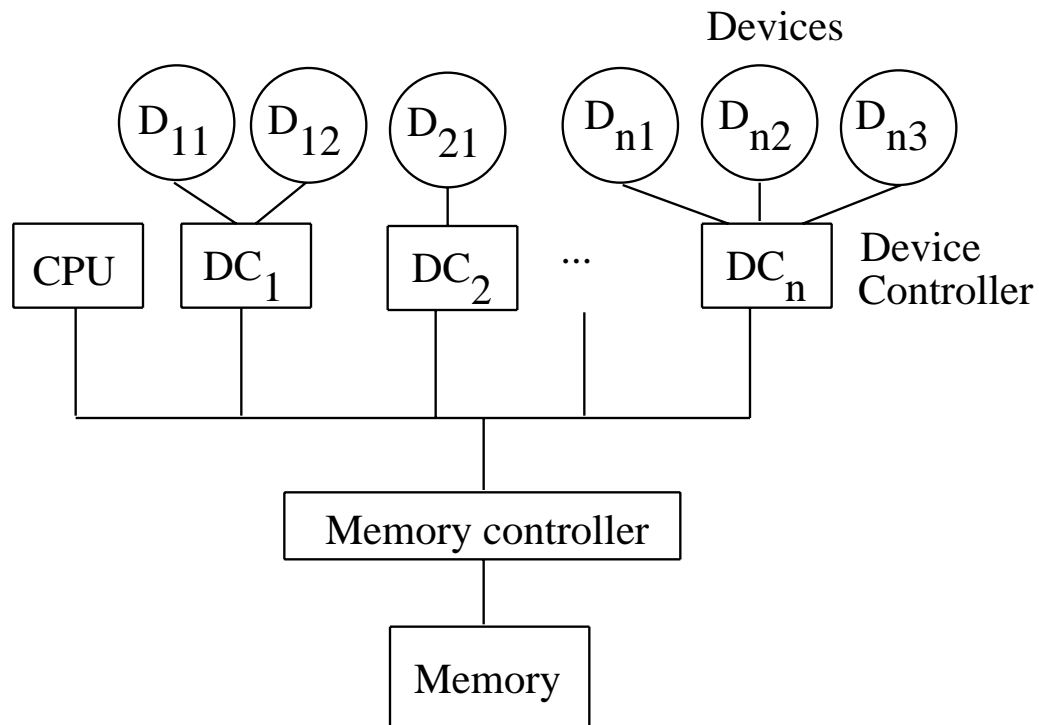 Devices
D11 D12 D21 Dn1 Dn2 Dn3
CPU DC1 DC2 ... DCn Device
Controller
Memory controller
Memory